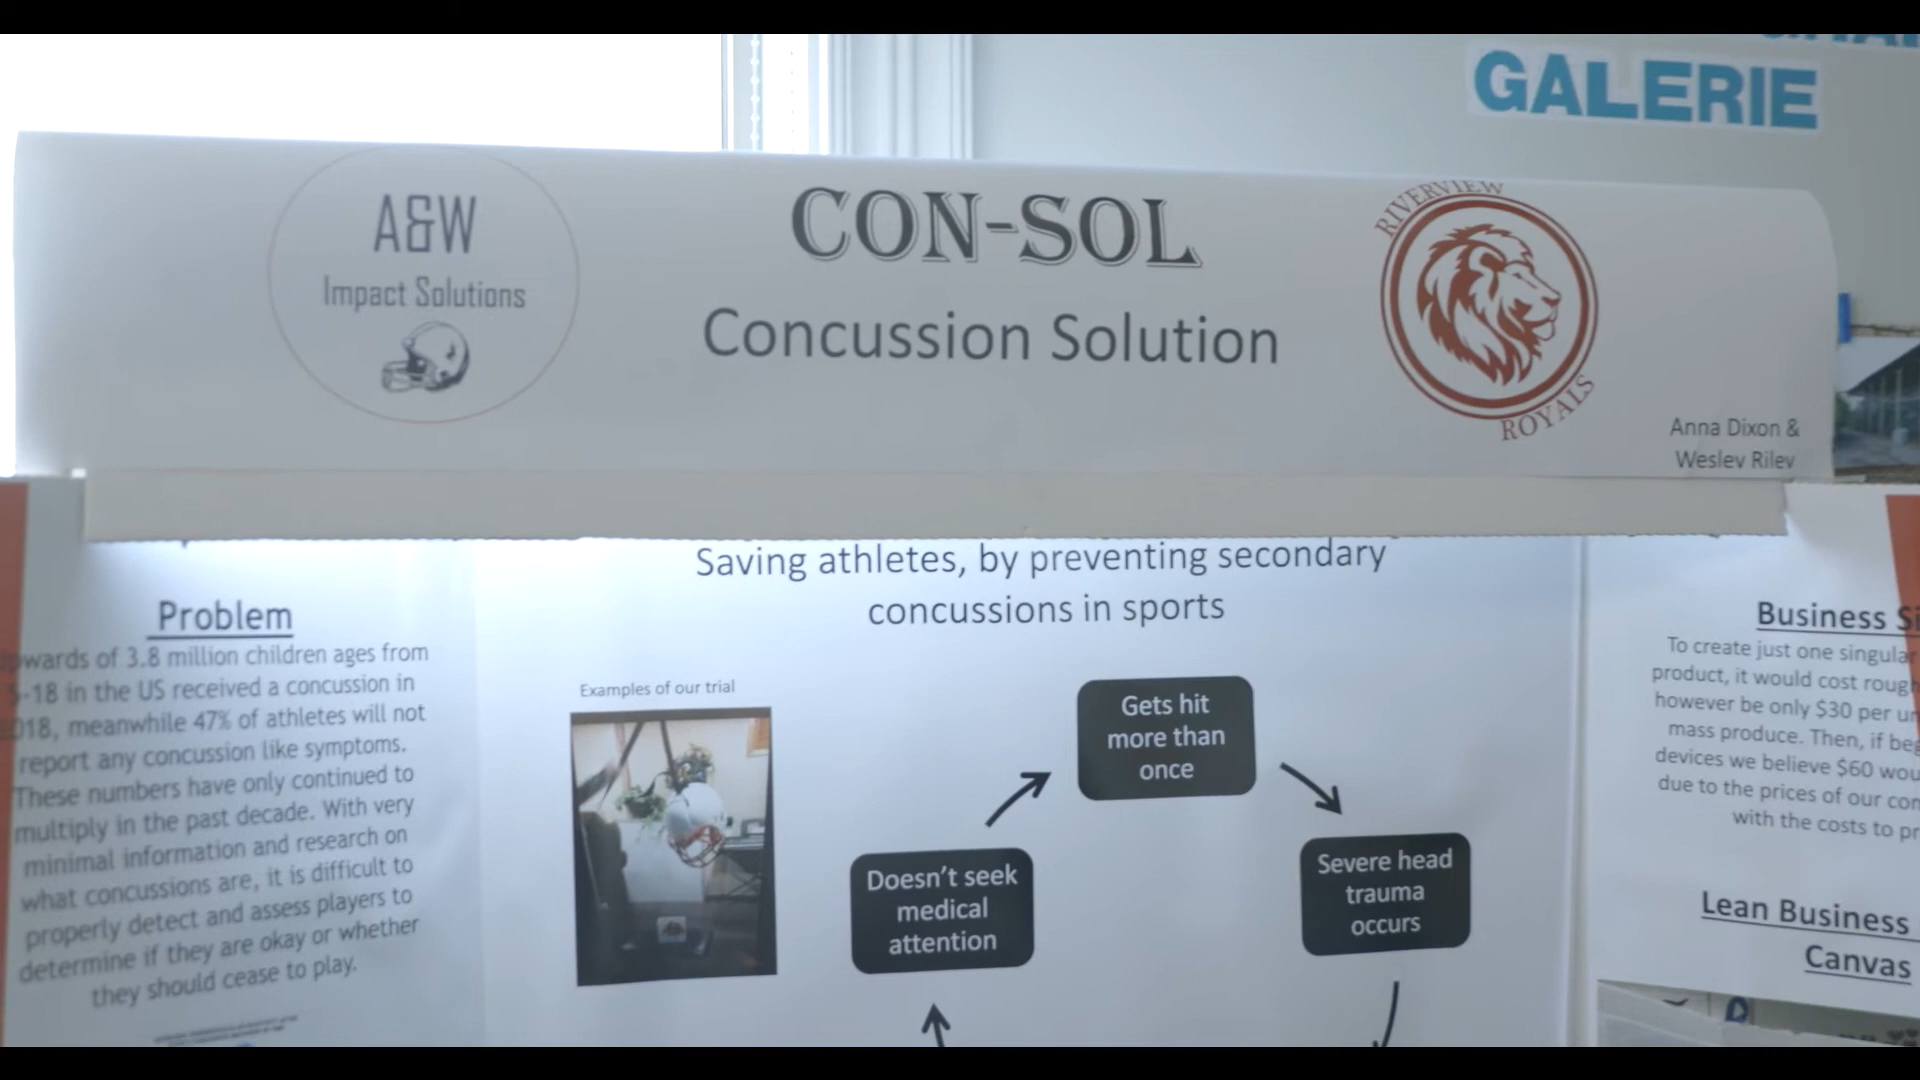 GALERIE
A&W
Impact Solutions
CON-SOL
Concussion Solution
RIVERVIEW
ROYALS
Anna Dixon &
Wesley Riley
Saving athletes, by preventing secondary
concussions in sports
Problem
of 3.8 million children ages from
-18 in the US received a concussion in
meanwhile 47% of athletes will not
report any concussion like symptoms.
These numbers have only continued to
multiply in the past decade. With very
minimal information and research on
what concussions are, it is difficult to
properly detect and assess players to
determine if they are okay or whether
they should cease to play.
Examples of our trial
Gets hit
more than
once
Doesn't seek
medical
attention
Severe head
trauma
occurs
Business
To create just one singular
product, it would cost
however be only $30 per
mass produce. Then, if
devices we believe $60
due to the prices of our
with the costs to
Lean Business
Canvas